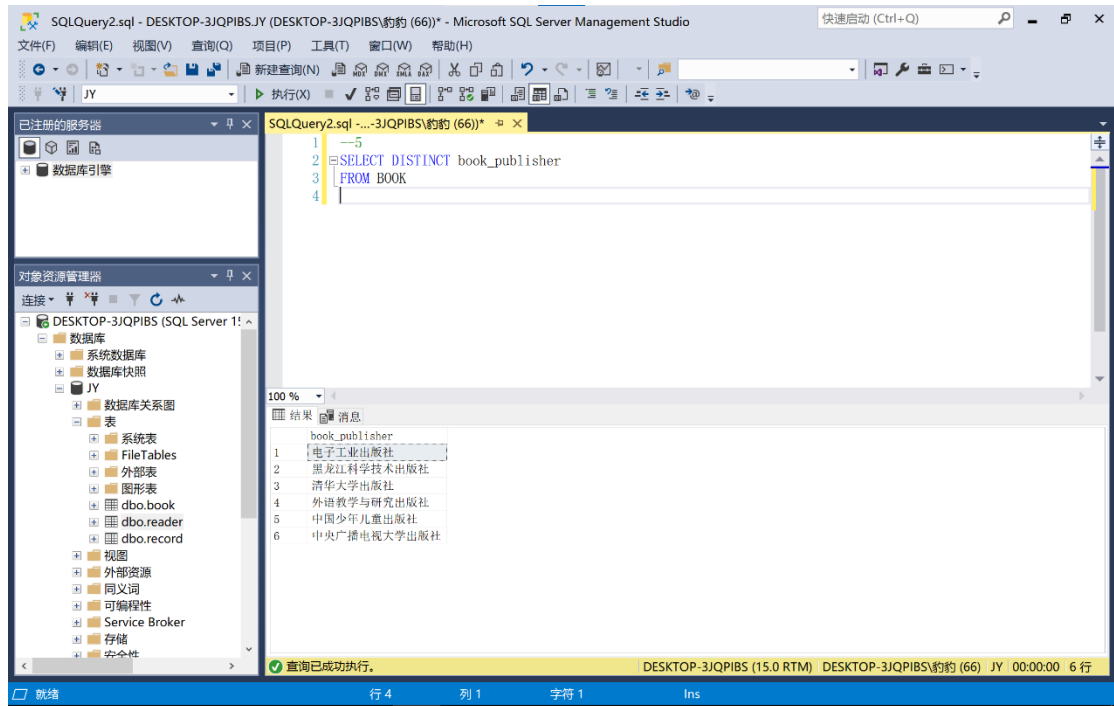 SQLQuery2.sql - DESKTOP-3JQPIBS.JY (DESKTOP-3JQPIBS\豹豹 (66))* - Microsoft SQL Server Management Studio
快速启动 (Ctrl+Q)
文件(F) 编辑(E) 视图(V) 查询(Q) 项目(P) 工具(T) 窗口(W) 帮助(H)
新建查询(N)
JY
执行(X)
已注册的服务器
数据库引擎
对象资源管理器
连接
DESKTOP-3JQPIBS (SQL Server 1
数据库
系统数据库
数据库快照
JY
数据库关系图
表
系统表
FileTables
外部表
图形表
dbo.book
dbo.reader
dbo.record
视图
外部资源
同义词
可编程性
Service Broker
存储
安全性
SQLQuery2.sql -...-3JQPIBS\豹豹 (66))*
1 --5
2 SELECT DISTINCT book_publisher
3 FROM BOOK
4
100 %
结果 消息
book_publisher
1 电子工业出版社
2 黑龙江科学技术出版社
3 清华大学出版社
4 外语教学与研究出版社
5 中国少年儿童出版社
6 中央广播电视大学出版社
查询已成功执行。 DESKTOP-3JQPIBS (15.0 RTM) DESKTOP-3JQPIBS\豹豹 (66) JY 00:00:00 6 行
就绪 行 4 列 1 字符 1 Ins